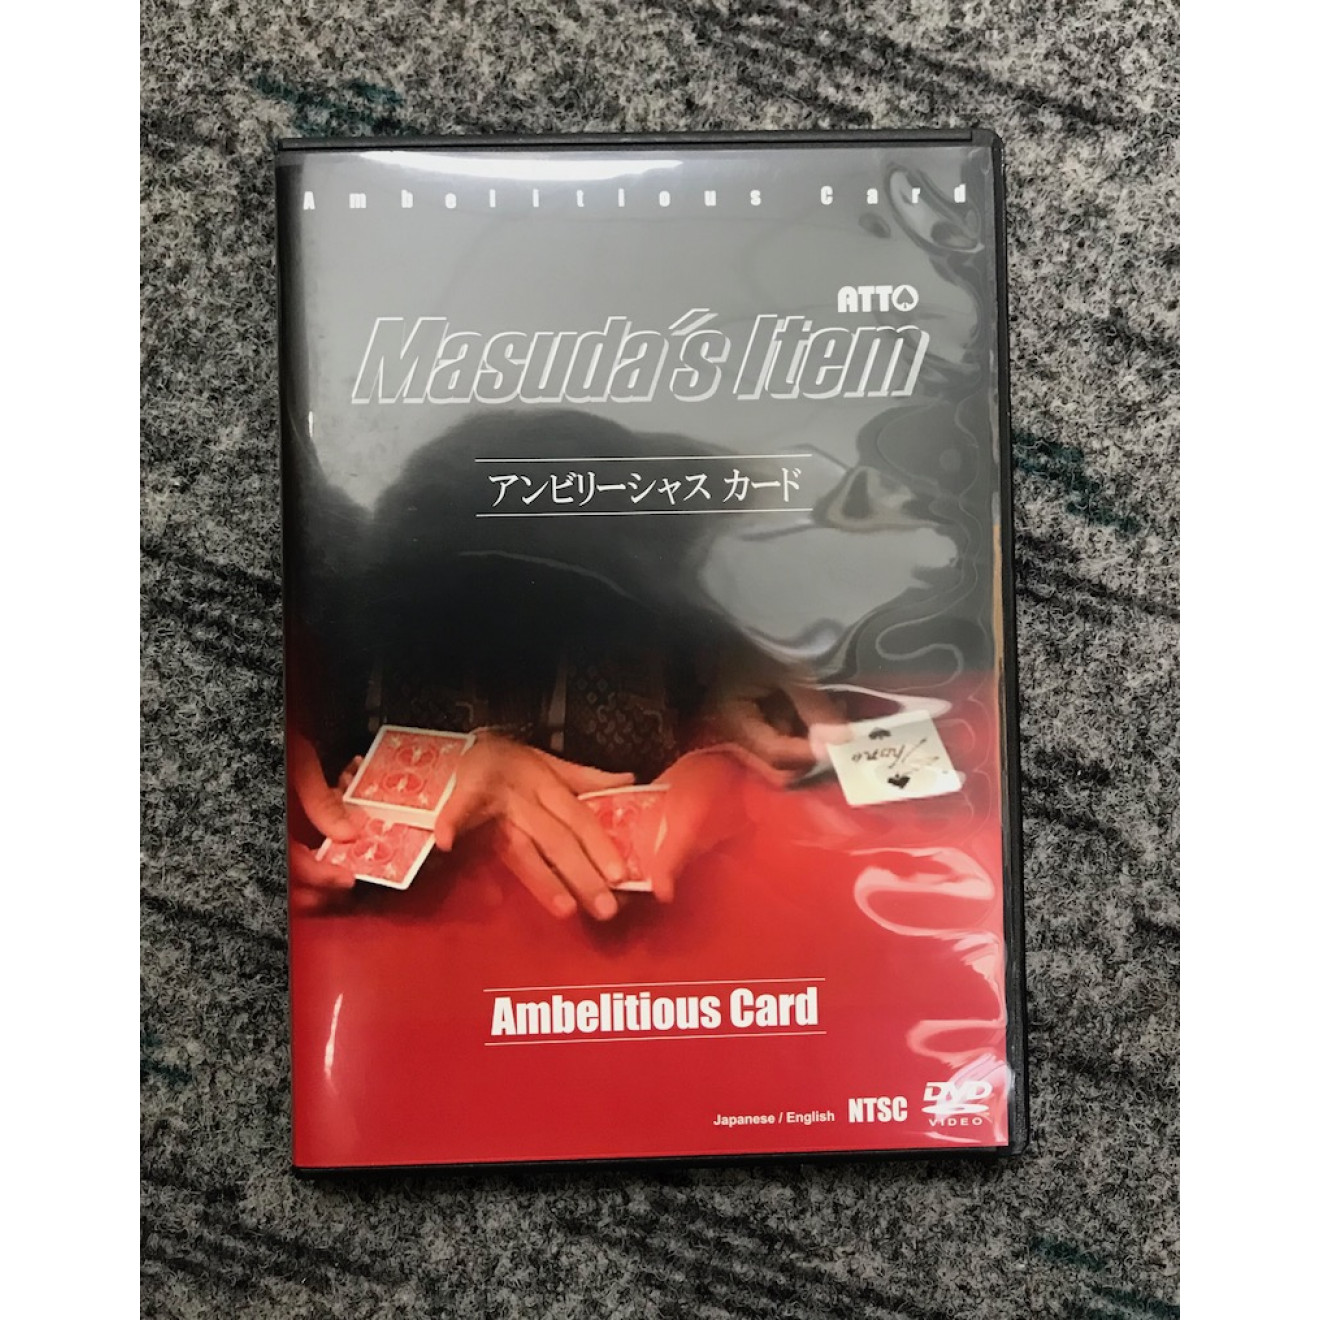 Ambelitious Card
ATTO
Masuda's Item
アンビリーシャス カード
Ambelitious Card
Japanese / English NTSC DVD
VIDEO